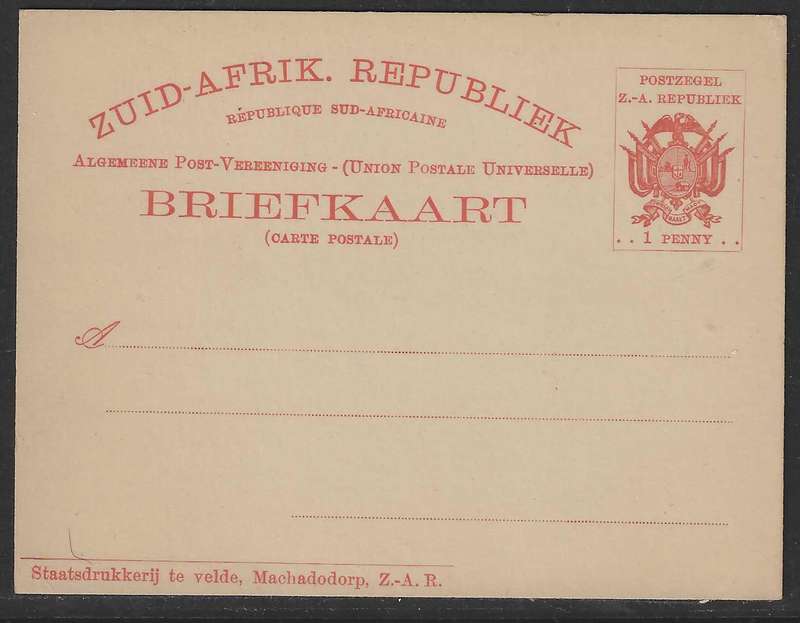 ZUID-AFRIK. REPUBLIEK
RÉPUBLIQUE SUD-AFRICAINE
ALGEMEENE POST-VEREENIGING - (UNION POSTALE UNIVERSELLE)
BRIEFKAART
(CARTE POSTALE)
POSTZEGEL
Z.-A. REPUBLIEK
. . 1 PENNY . .
A
Staatsdrukkerij te velde, Machadodorp, Z.-A. R.